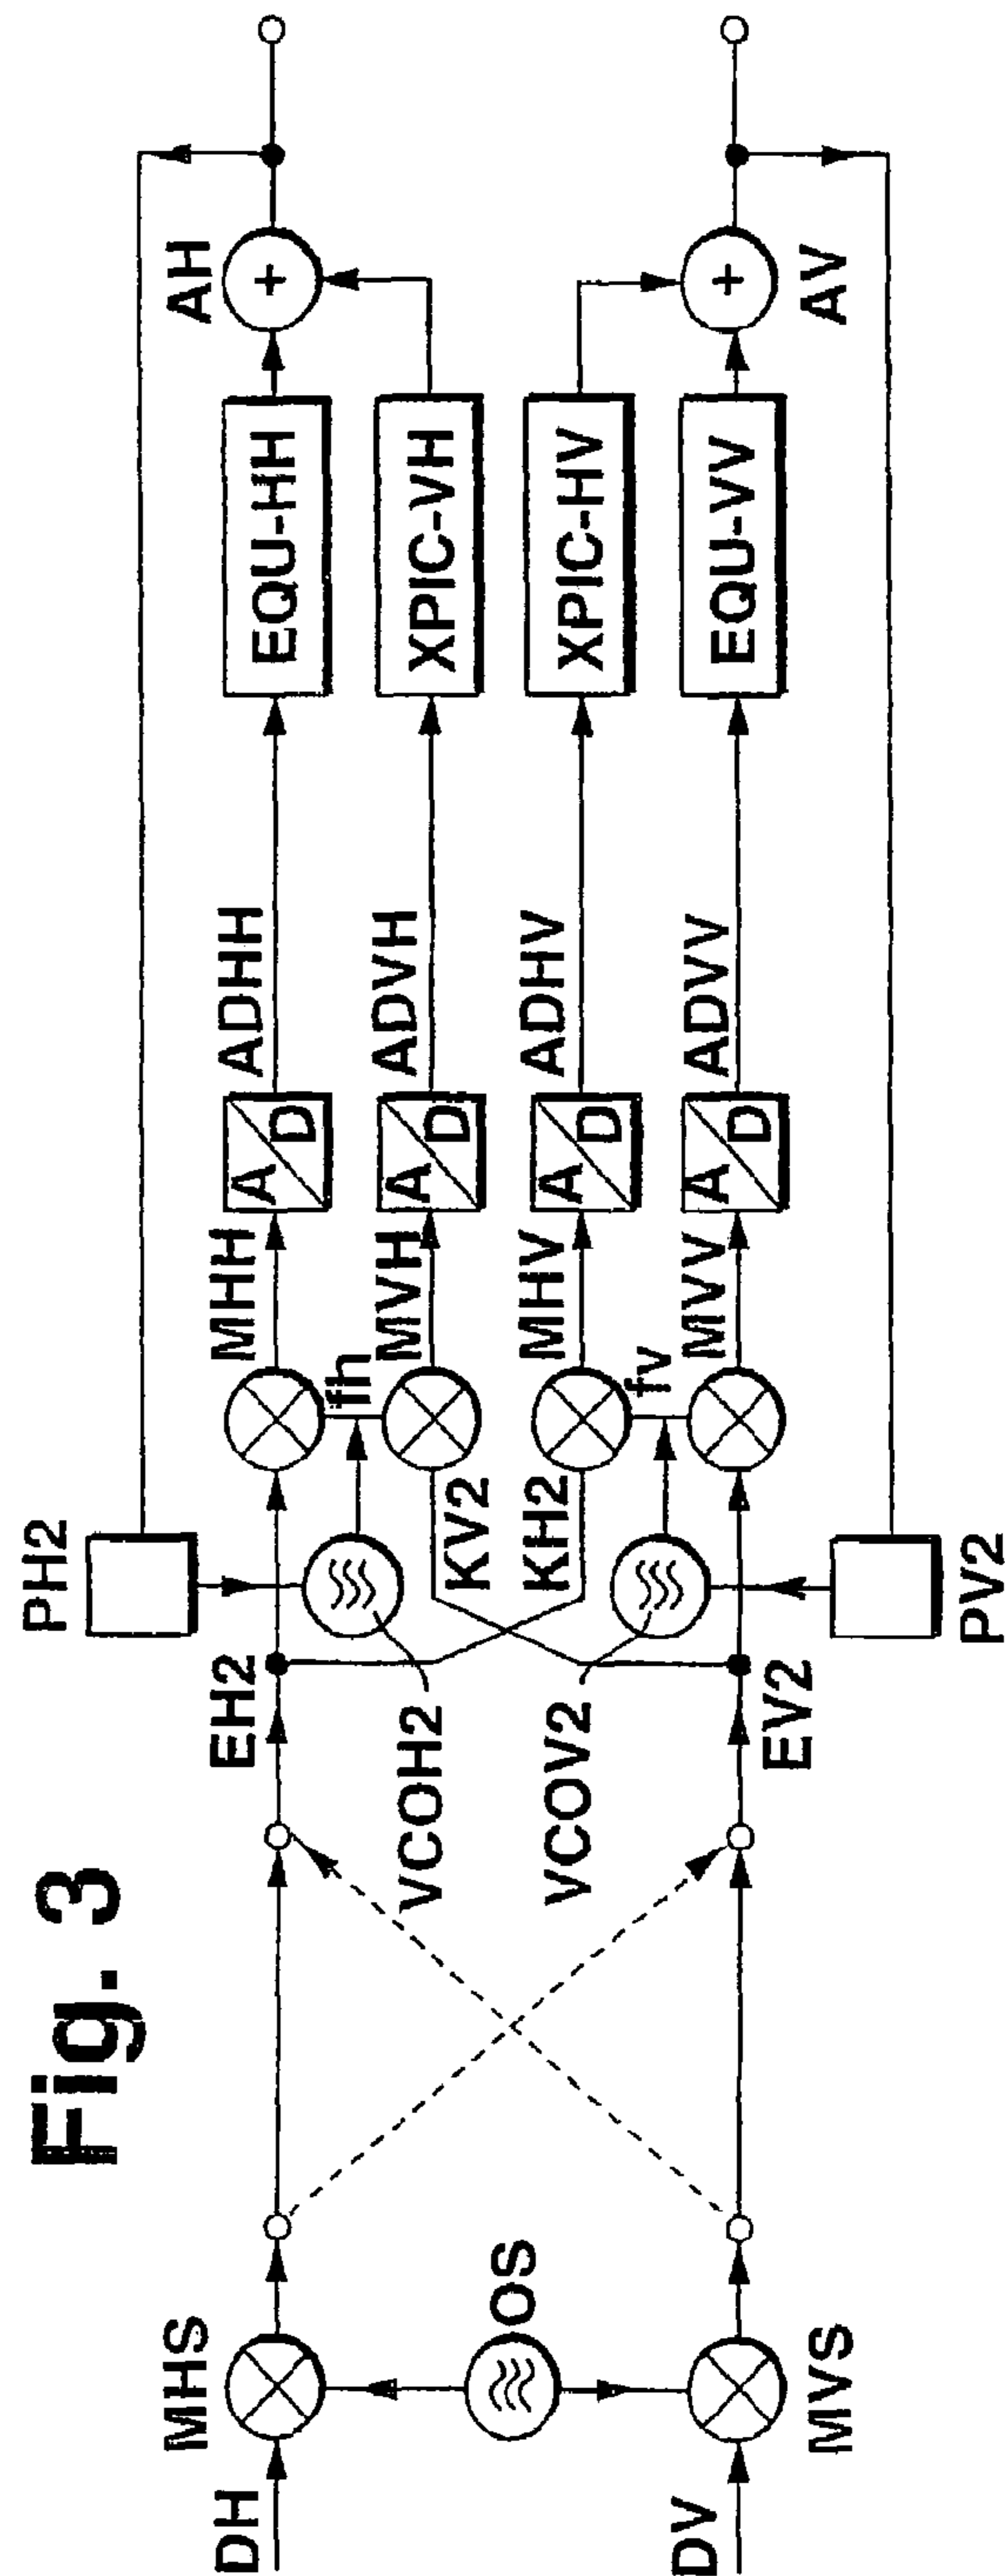 Fig. 3
DH
MHS
OS
DV
MVS
EH2
EV2
VCOH2
VCOV2
PH2
PV2
KV2
KH2
fh
fv
MHH
MVH
MHV
MVV
A D
A D
A D
A D
ADHH
ADVH
ADHV
ADVV
EQU-HH
XPIC-VH
XPIC-HV
EQU-VV
AH
+
+
AV